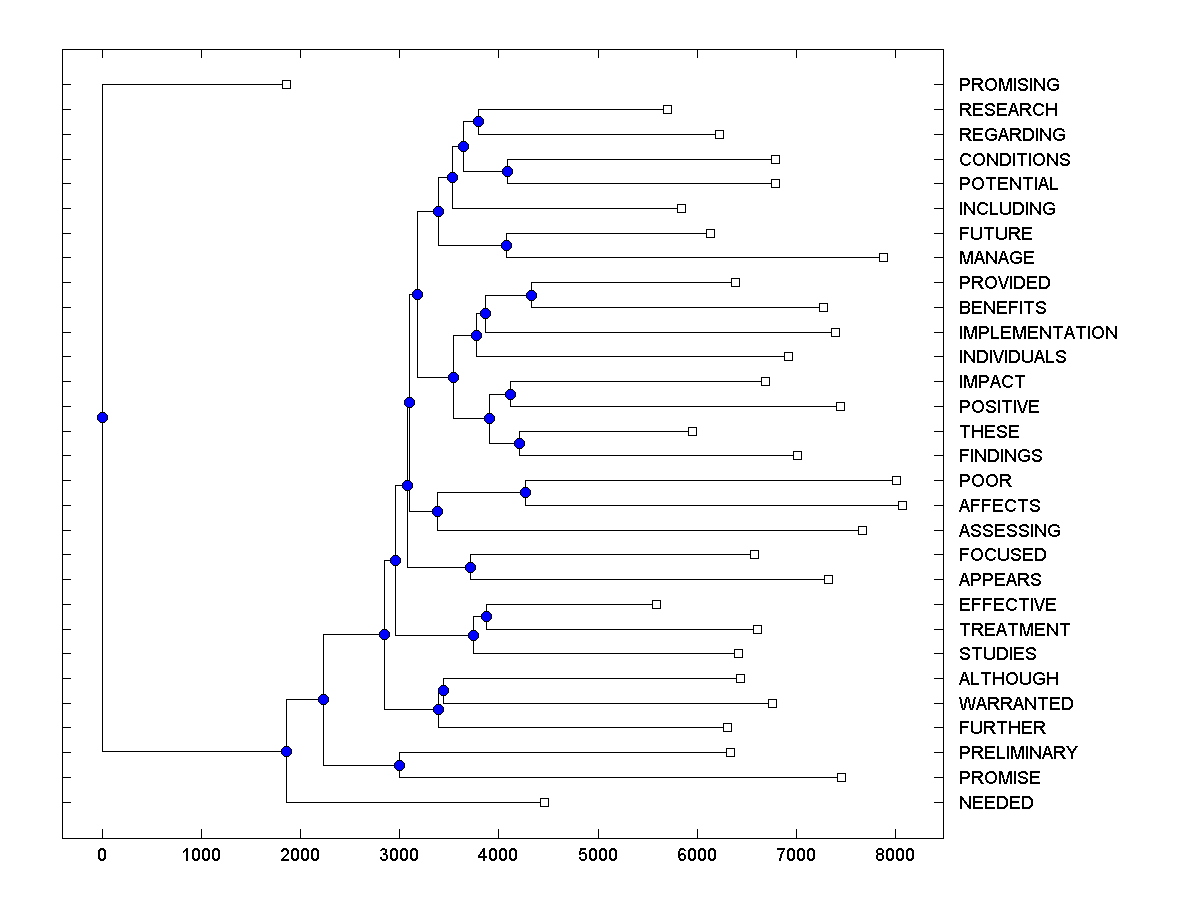 PROMISING
RESEARCH
REGARDING
CONDITIONS
POTENTIAL
INCLUDING
FUTURE
MANAGE
PROVIDED
BENEFITS
IMPLEMENTATION
INDIVIDUALS
IMPACT
POSITIVE
THESE
FINDINGS
POOR
AFFECTS
ASSESSING
FOCUSED
APPEARS
EFFECTIVE
TREATMENT
STUDIES
ALTHOUGH
WARRANTED
FURTHER
PRELIMINARY
PROMISE
NEEDED
0 1000 2000 3000 4000 5000 6000 7000 8000